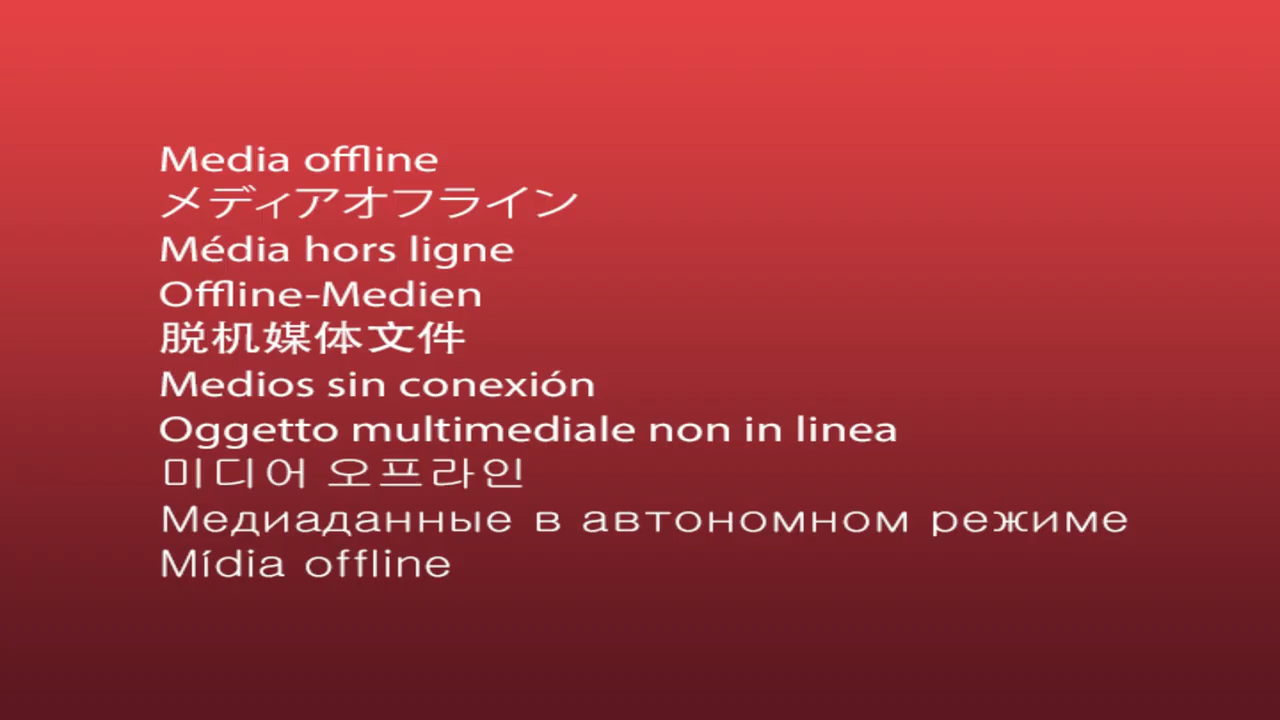 Media offline
メディアオフライン
Média hors ligne
Offline-Medien
脱机媒体文件
Medios sin conexión
Oggetto multimediale non in linea
미디어 오프라인
Медиаданные в автономном режиме
Mídia offline